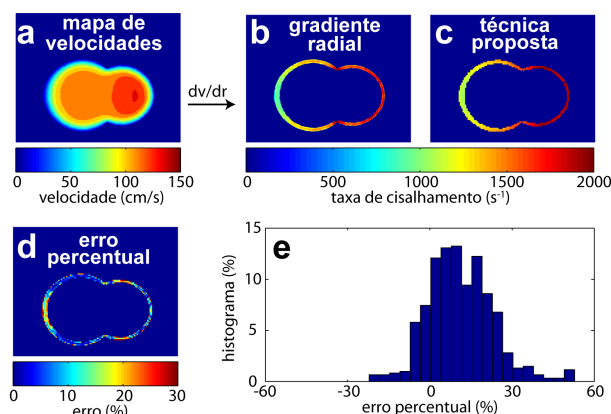 a
mapa de
velocidades
dv/dr
b
gradiente
radial
c
técnica
proposta
0 50 100 150
velocidade (cm/s)
0 500 1000 1500 2000
taxa de cisalhamento (s⁻¹)
d
erro
percentual
0 10 20 30
erro (%)
e
histograma (%)
15
10
5
0
-60 -30 0 30 60
erro percentual (%)